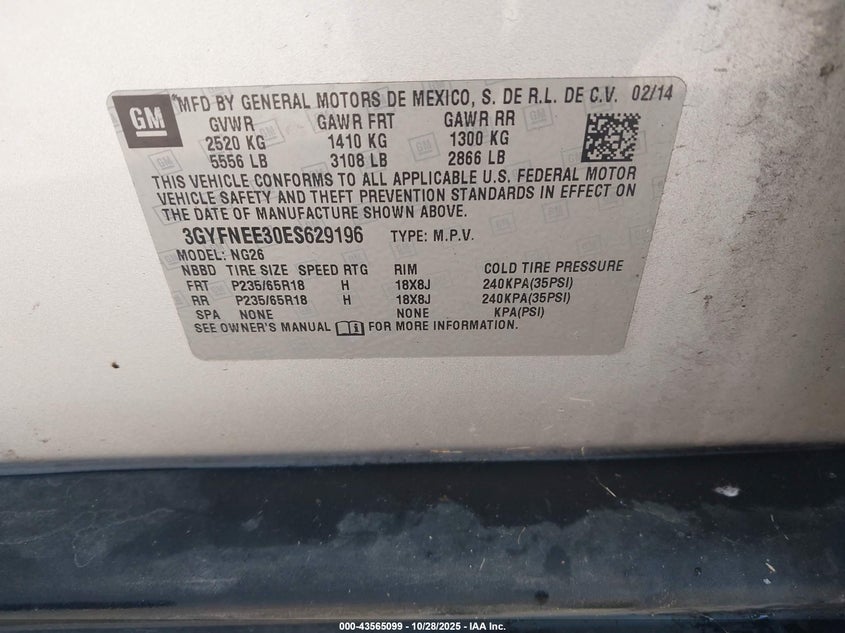 GM
*MFD BY GENERAL MOTORS DE MEXICO, S. DE R.L. DE C.V. 02/14
GVWR GAWR FRT GAWR RR
2520 KG 1410 KG 1300 KG
5556 LB 3108 LB 2866 LB
THIS VEHICLE CONFORMS TO ALL APPLICABLE U.S. FEDERAL MOTOR
VEHICLE SAFETY AND THEFT PREVENTION STANDARDS IN EFFECT ON
THE DATE OF MANUFACTURE SHOWN ABOVE.
3GYFNEE30ES629196 TYPE: M.P.V.
MODEL: NG26
NBBD TIRE SIZE SPEED RTG RIM COLD TIRE PRESSURE
FRT P235/65R18 H 18X8J 240KPA(35PSI)
RR P235/65R18 H 18X8J 240KPA(35PSI)
SPA NONE NONE KPA(PSI)
SEE OWNER'S MANUAL FOR MORE INFORMATION.
000-43565099 - 10/28/2025 - IAA Inc.